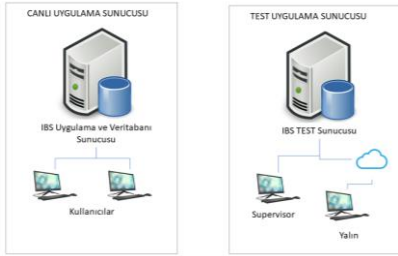 CANLI UYGULAMA SUNUCUSU
IBS Uygulama ve Veritabanı
Sunucusu
Kullanıcılar
TEST UYGULAMA SUNUCUSU
IBS TEST Sunucusu
Supervisor
Yalın